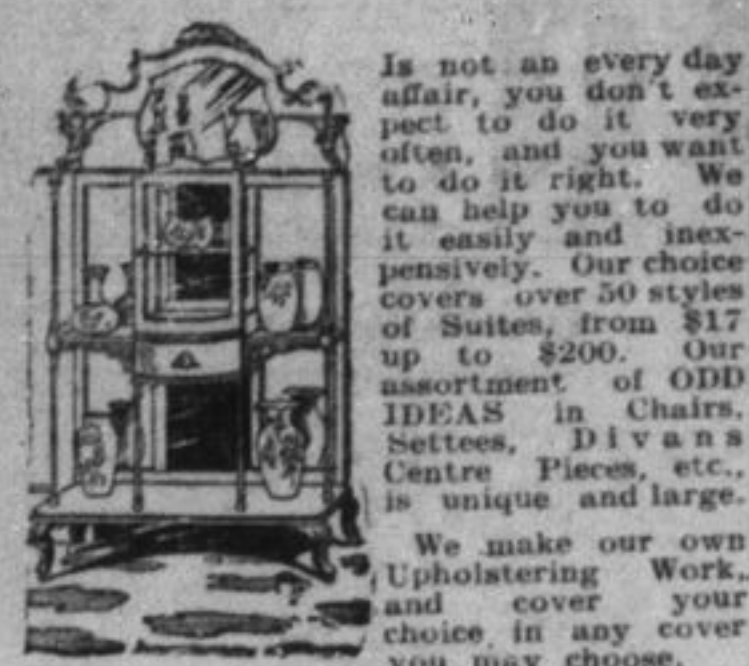 Is not an every day
affair, you don't ex-
pect to do it very
often, and you want
to do it right. We
can help you to do
it easily and inex-
pensively. Our choice
covers over 50 styles
of Suites, from $17
up to $200. Our
assortment of ODD
IDEAS in Chairs,
Settees, Divans
Centre Pieces, etc.,
is unique and large.
We make our own
Upholstering Work,
and cover your
choice in any cover
you may choose.